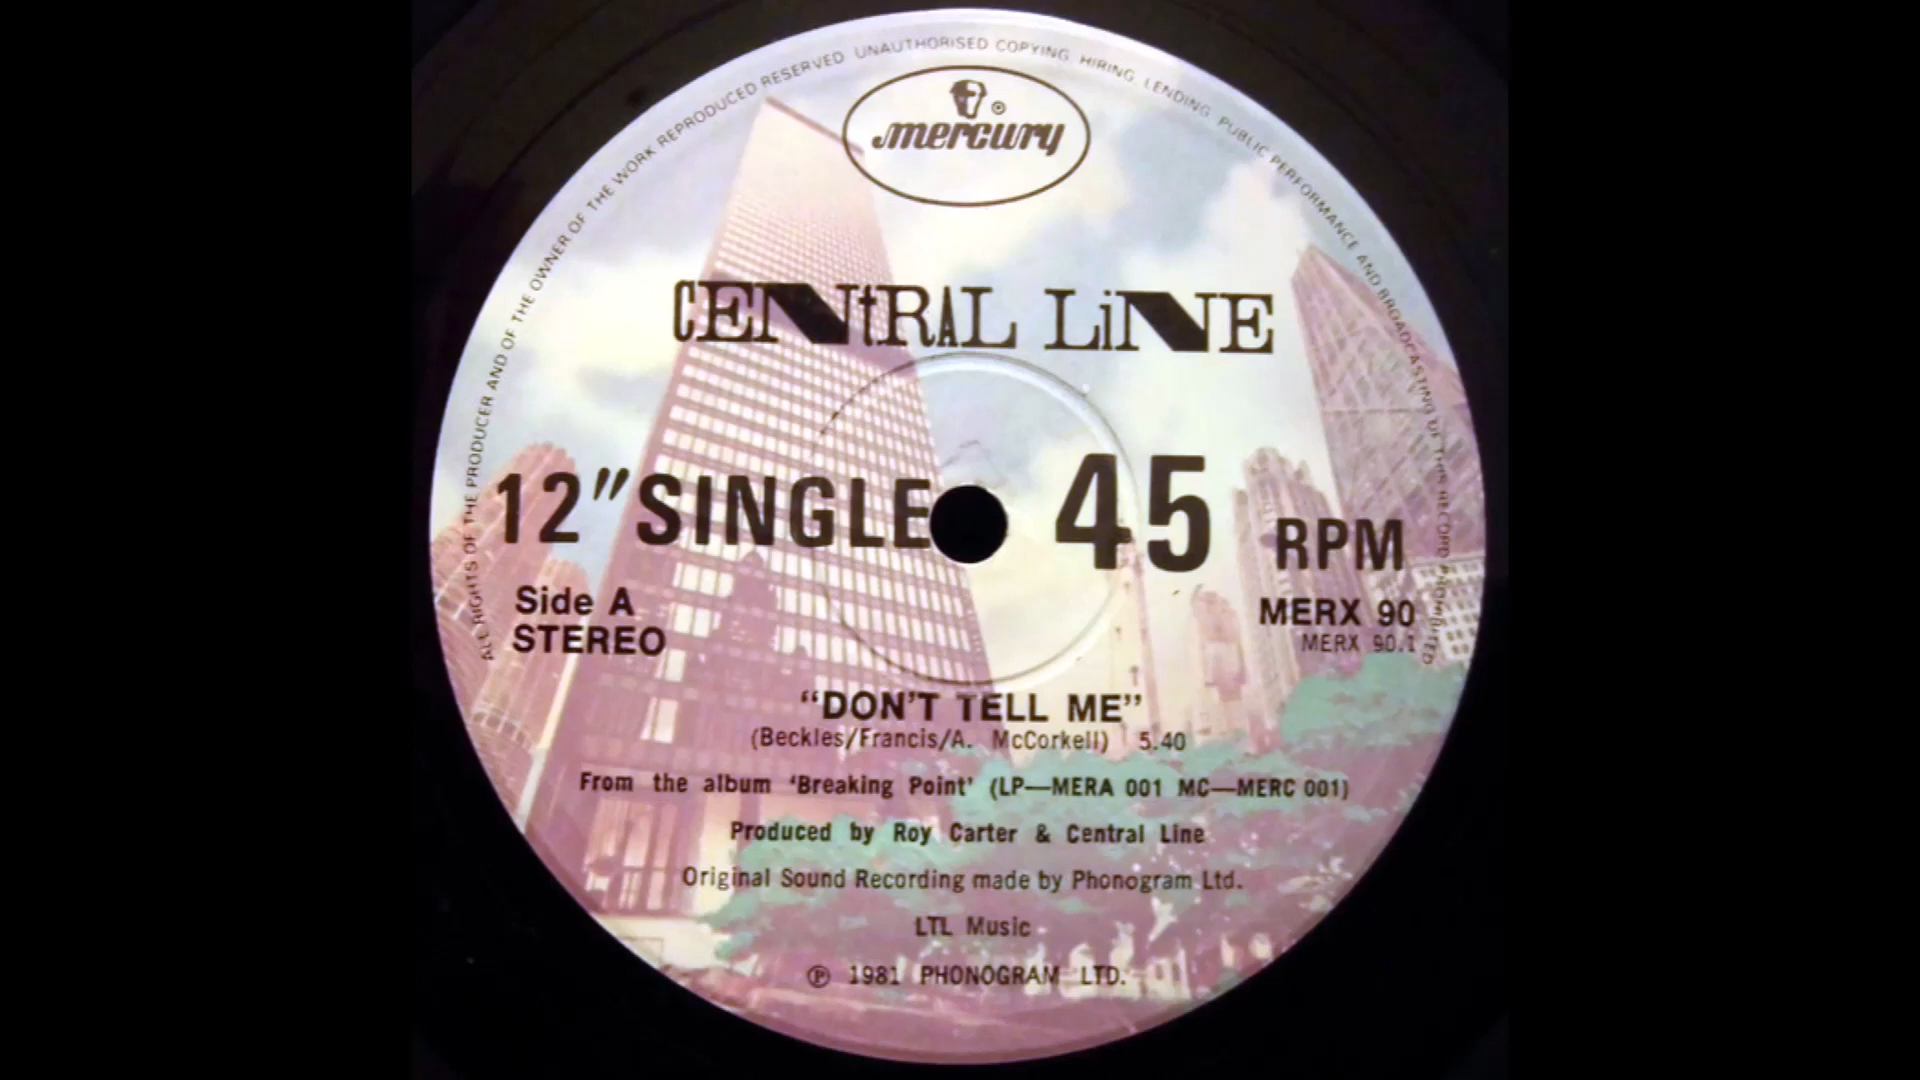 ALL RIGHTS OF THE PRODUCER AND OF THE OWNER OF THE WORK REPRODUCED RESERVED. UNAUTHORISED COPYING, HIRING, LENDING, PUBLIC PERFORMANCE AND BROADCASTING OF THIS RECORD PROHIBITED
mercury ®
CENtRAL LiNE
12" SINGLE 45 RPM
Side A
STEREO
MERX 90
MERX 90.1
“DON'T TELL ME”
(Beckles/Francis/A. McCorkell) 5.40
From the album ‘Breaking Point’ (LP—MERA 001 MC—MERC 001)
Produced by Roy Carter & Central Line
Original Sound Recording made by Phonogram Ltd.
LTL Music
℗ 1981 PHONOGRAM LTD.